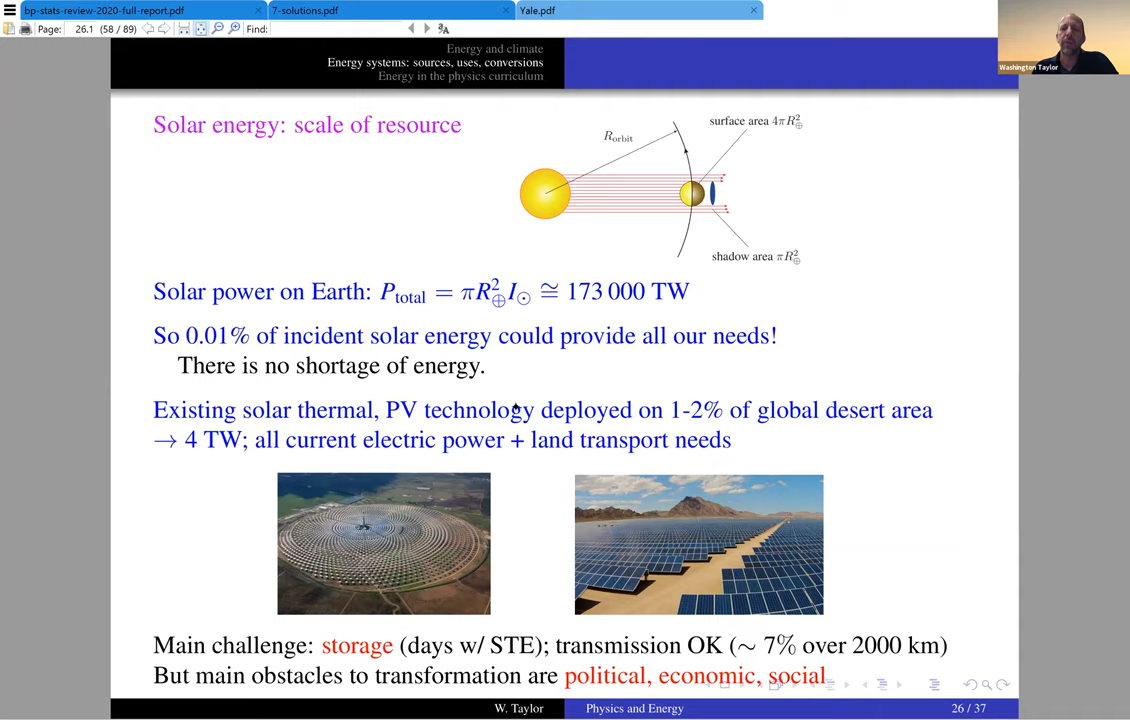 bp-stats-review-2020-full-report.pdf
7-solutions.pdf
Yale.pdf
Page: 26.1 (58 / 89) Find:
Washington Taylor
Energy and climate
Energy systems: sources, uses, conversions
Energy in the physics curriculum
Solar energy: scale of resource
R_orbit
surface area 4πR²⊕
shadow area πR²⊕
Solar power on Earth: P_total = πR²⊕I⊙ ≅ 173 000 TW
So 0.01% of incident solar energy could provide all our needs!
There is no shortage of energy.
Existing solar thermal, PV technology deployed on 1-2% of global desert area
→ 4 TW; all current electric power + land transport needs
Main challenge: storage (days w/ STE); transmission OK (∼ 7% over 2000 km)
But main obstacles to transformation are political, economic, social
W. Taylor Physics and Energy 26 / 37